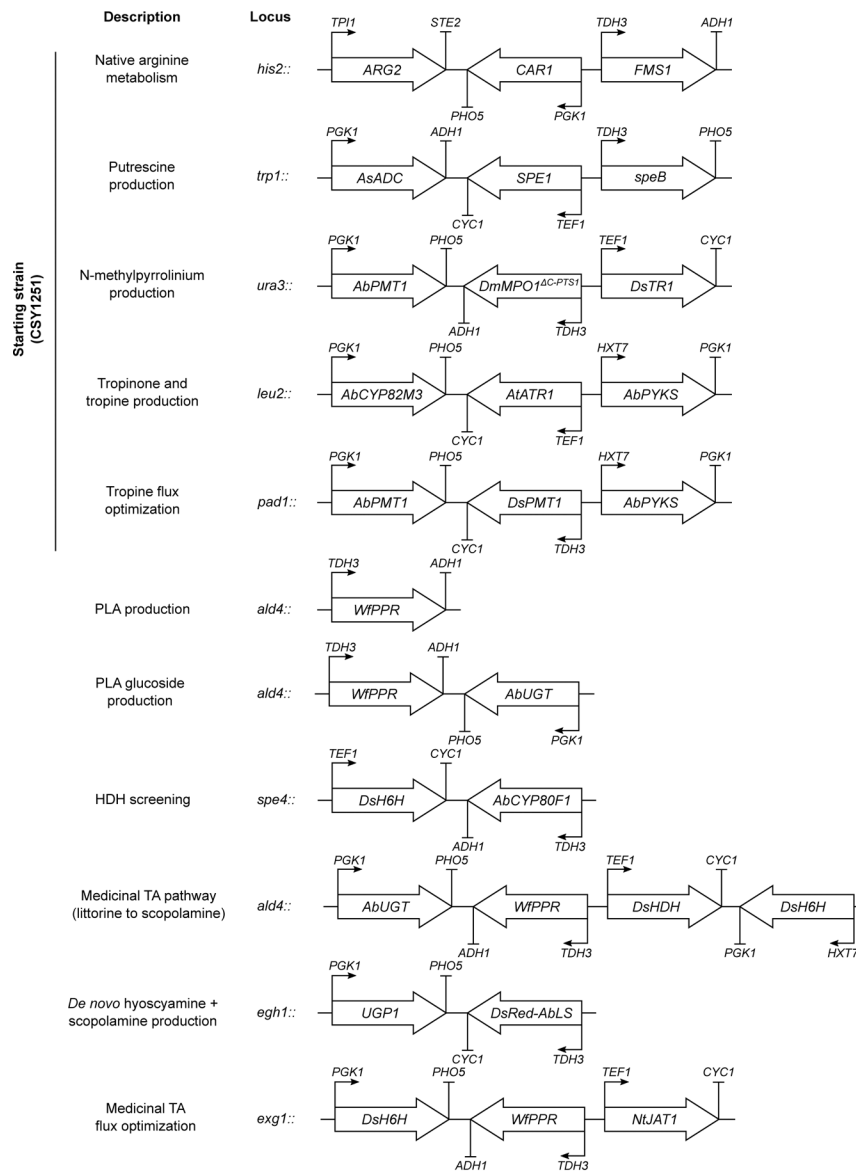 Description Locus
Starting strain
(CSY1251)
TPI1 STE2 TDH3 ADH1
Native arginine
metabolism
his2:: ARG2 CAR1 FMS1
PHO5 PGK1
PGK1 ADH1 TDH3 PHO5
Putrescine
production
trp1:: AsADC SPE1 speB
CYC1 TEF1
PGK1 PHO5 TEF1 CYC1
N-methylpyrrolinium
production
ura3:: AbPMT1 DmMPO1ΔC-PTS1 DsTR1
ADH1 TDH3
PGK1 PHO5 HXT7 PGK1
Tropinone and
tropine production
leu2:: AbCYP82M3 AtATR1 AbPYKS
CYC1 TEF1
PGK1 PHO5 HXT7 PGK1
Tropine flux
optimization
pad1:: AbPMT1 DsPMT1 AbPYKS
CYC1 TDH3
TDH3 ADH1
PLA production ald4:: WfPPR
TDH3 ADH1
PLA glucoside
production
ald4:: WfPPR AbUGT
PHO5 PGK1
TEF1 CYC1
HDH screening spe4:: DsH6H AbCYP80F1
ADH1 TDH3
PGK1 PHO5 TEF1 CYC1
Medicinal TA pathway
(littorine to scopolamine)
ald4:: AbUGT WfPPR DsHDH DsH6H
ADH1 TDH3 PGK1 HXT7
PGK1 PHO5
De novo hyoscyamine +
scopolamine production
egh1:: UGP1 DsRed-AbLS
CYC1 TDH3
PGK1 PHO5 TEF1 CYC1
Medicinal TA
flux optimization
exg1:: DsH6H WfPPR NtJAT1
ADH1 TDH3